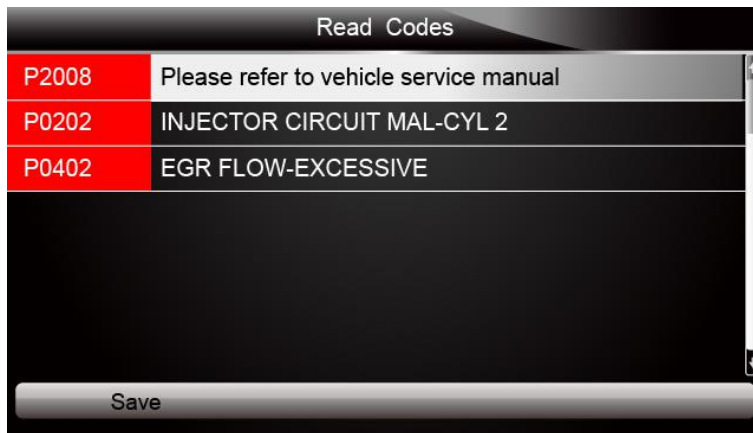 Read Codes
P2008 Please refer to vehicle service manual
P0202 INJECTOR CIRCUIT MAL-CYL 2
P0402 EGR FLOW-EXCESSIVE
Save